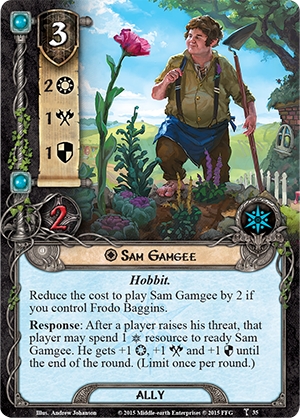 3
2
1
1
2
Sam Gamgee
Hobbit.
Reduce the cost to play Sam Gamgee by 2 if
you control Frodo Baggins.
Response: After a player raises his threat, that
player may spend 1 resource to ready Sam
Gamgee. He gets +1 , +1 and +1 until
the end of the round. (Limit once per round.)
ALLY
Illus. Andrew Johanson © 2015 Middle-earth Enterprises © 2015 FFG 35